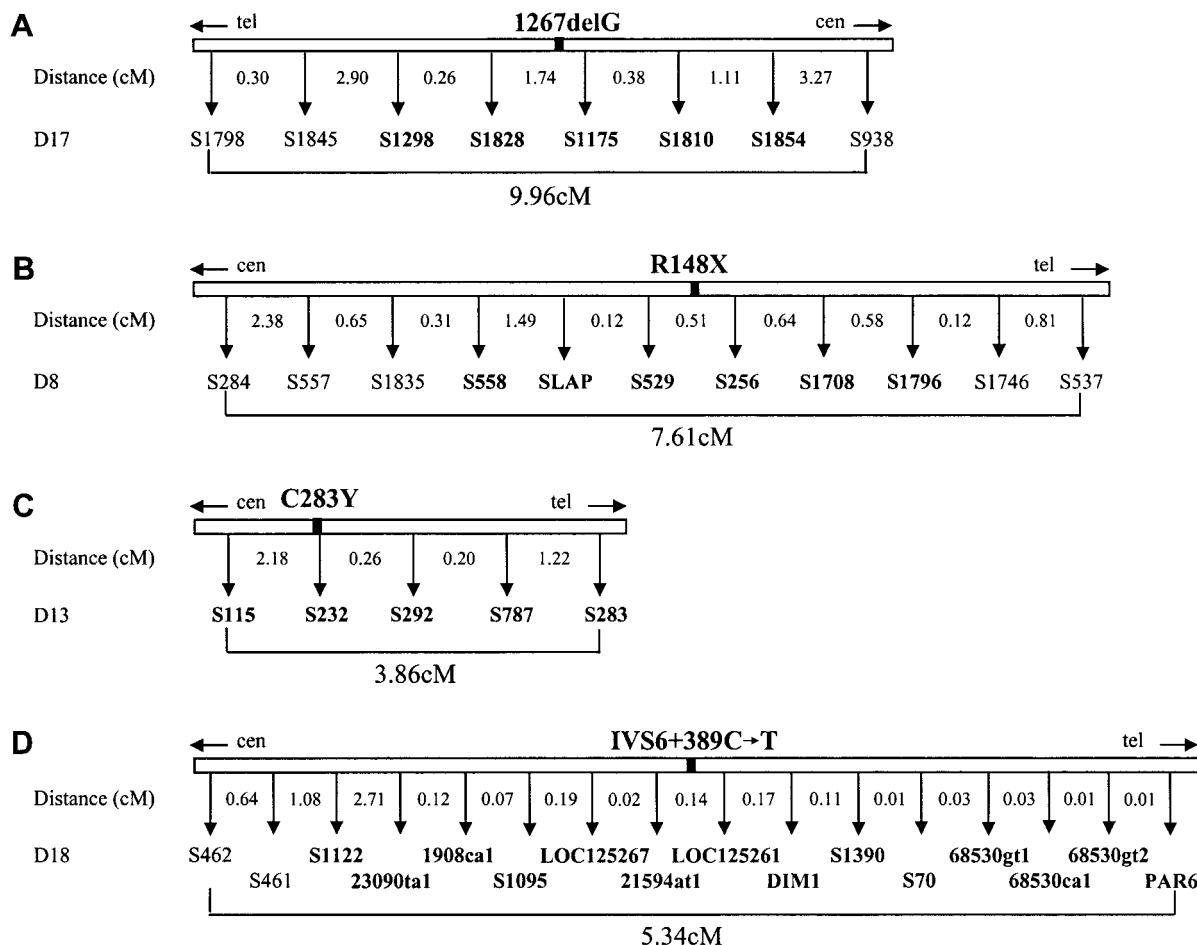 A
tel 1267delG cen
Distance (cM) 0.30 2.90 0.26 1.74 0.38 1.11 3.27
D17 S1798 S1845 S1298 S1828 S1175 S1810 S1854 S938
9.96cM
B
cen R148X tel
Distance (cM) 2.38 0.65 0.31 1.49 0.12 0.51 0.64 0.58 0.12 0.81
D8 S284 S557 S1835 S558 SLAP S529 S256 S1708 S1796 S1746 S537
7.61cM
C
cen C283Y tel
Distance (cM) 2.18 0.26 0.20 1.22
D13 S115 S232 S292 S787 S283
3.86cM
D
cen IVS6+389C→T tel
Distance (cM) 0.64 1.08 2.71 0.12 0.07 0.19 0.02 0.14 0.17 0.11 0.01 0.03 0.03 0.01 0.01
D18 S462 S1122 1908ca1 LOC125267 LOC125261 S1390 68530gt1 68530gt2
S461 23090ta1 S1095 21594at1 DIM1 S70 68530ca1 PAR6
5.34cM